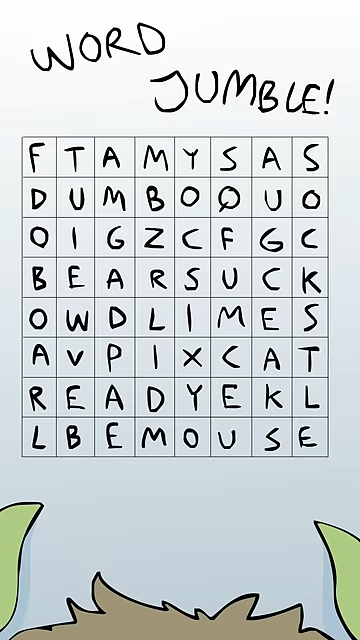 WORD
JUMBLE!
F T A M Y S A S
D U M B O Q U O
O I G Z C F G C
B E A R S U C K
O W D L I M E S
A V P I X C A T
R E A D Y E K L
L B E M O U S E